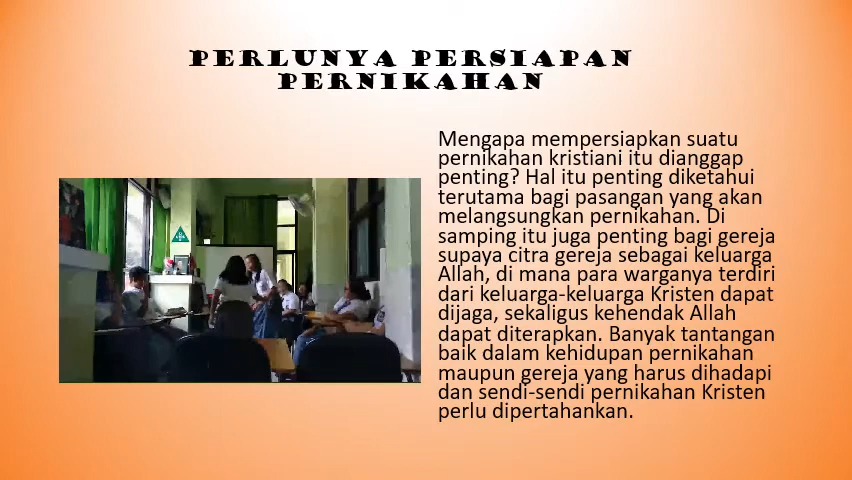 PERLUNYA PERSIAPAN
PERNIKAHAN
Mengapa mempersiapkan suatu
pernikahan kristiani itu dianggap
penting? Hal itu penting diketahui
terutama bagi pasangan yang akan
melangsungkan pernikahan. Di
samping itu juga penting bagi gereja
supaya citra gereja sebagai keluarga
Allah, di mana para warganya terdiri
dari keluarga-keluarga Kristen dapat
dijaga, sekaligus kehendak Allah
dapat diterapkan. Banyak tantangan
baik dalam kehidupan pernikahan
maupun gereja yang harus dihadapi
dan sendi-sendi pernikahan Kristen
perlu dipertahankan.